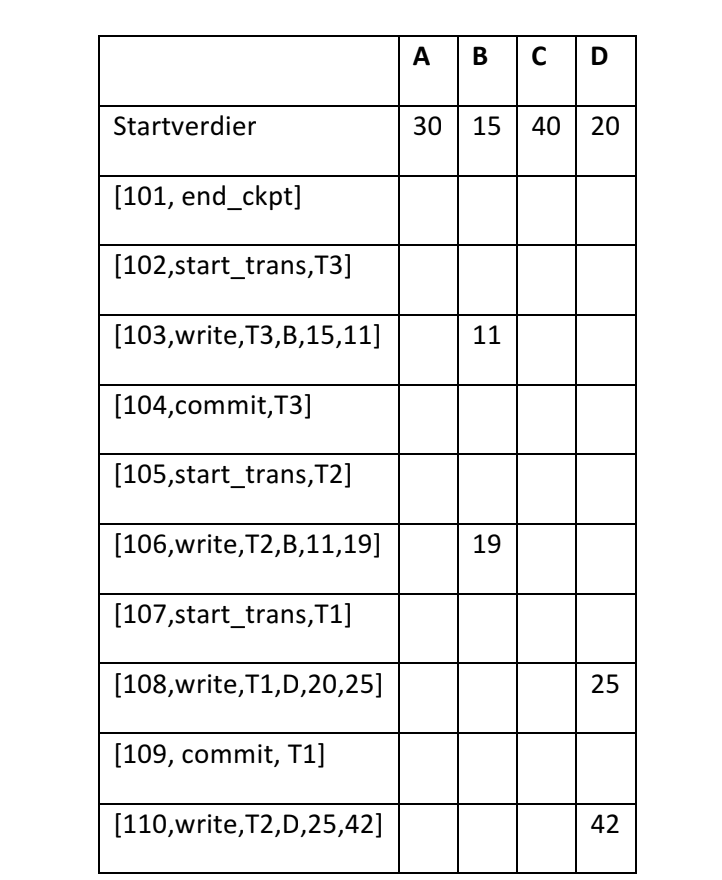 A B C D
Startverdier 30 15 40 20
[101, end_ckpt]
[102,start_trans,T3]
[103,write,T3,B,15,11] 11
[104,commit,T3]
[105,start_trans,T2]
[106,write,T2,B,11,19] 19
[107,start_trans,T1]
[108,write,T1,D,20,25] 25
[109, commit, T1]
[110,write,T2,D,25,42] 42